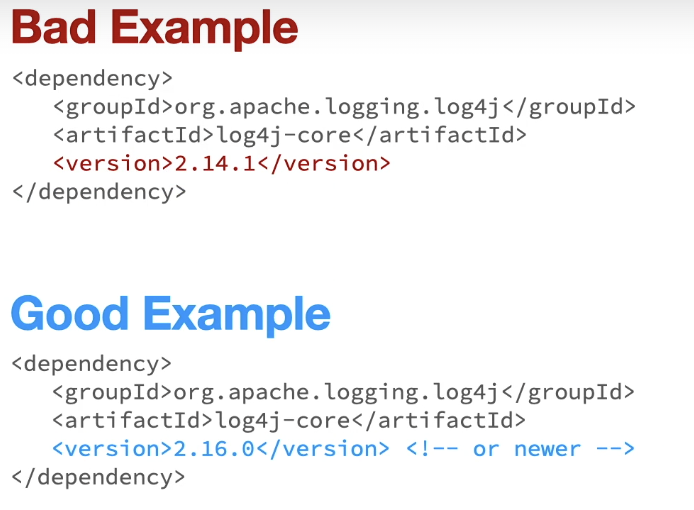 Bad Example
<dependency>
<groupId>org.apache.logging.log4j</groupId>
<artifactId>log4j-core</artifactId>
<version>2.14.1</version>
</dependency>
Good Example
<dependency>
<groupId>org.apache.logging.log4j</groupId>
<artifactId>log4j-core</artifactId>
<version>2.16.0</version> <!-- or newer -->
</dependency>